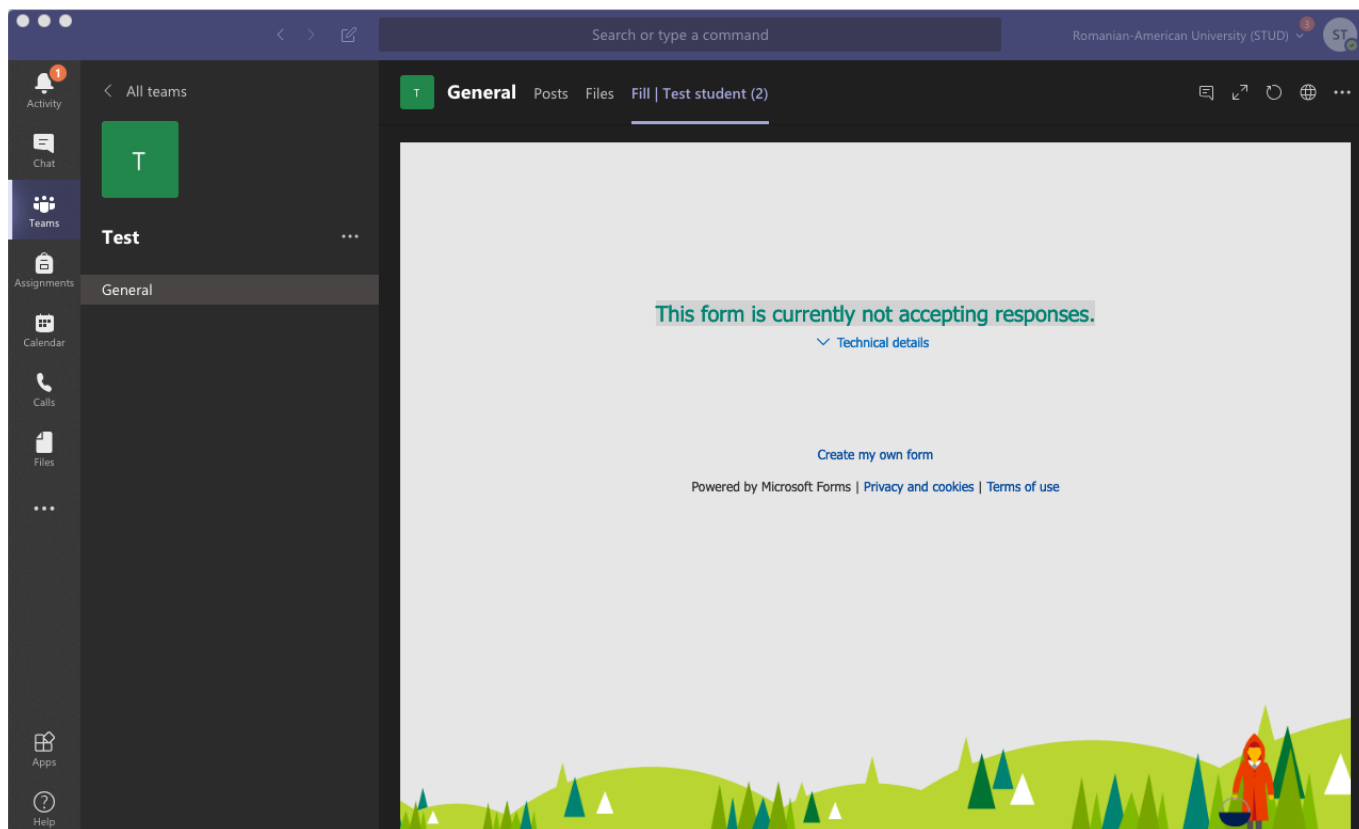 Search or type a command
Romanian-American University (STUD)
3
ST
1
Activity
Chat
Teams
Assignments
Calendar
Calls
Files
Apps
Help
All teams
T
Test
General
T
General Posts Files Fill | Test student (2)
This form is currently not accepting responses.
Technical details
Create my own form
Powered by Microsoft Forms | Privacy and cookies | Terms of use